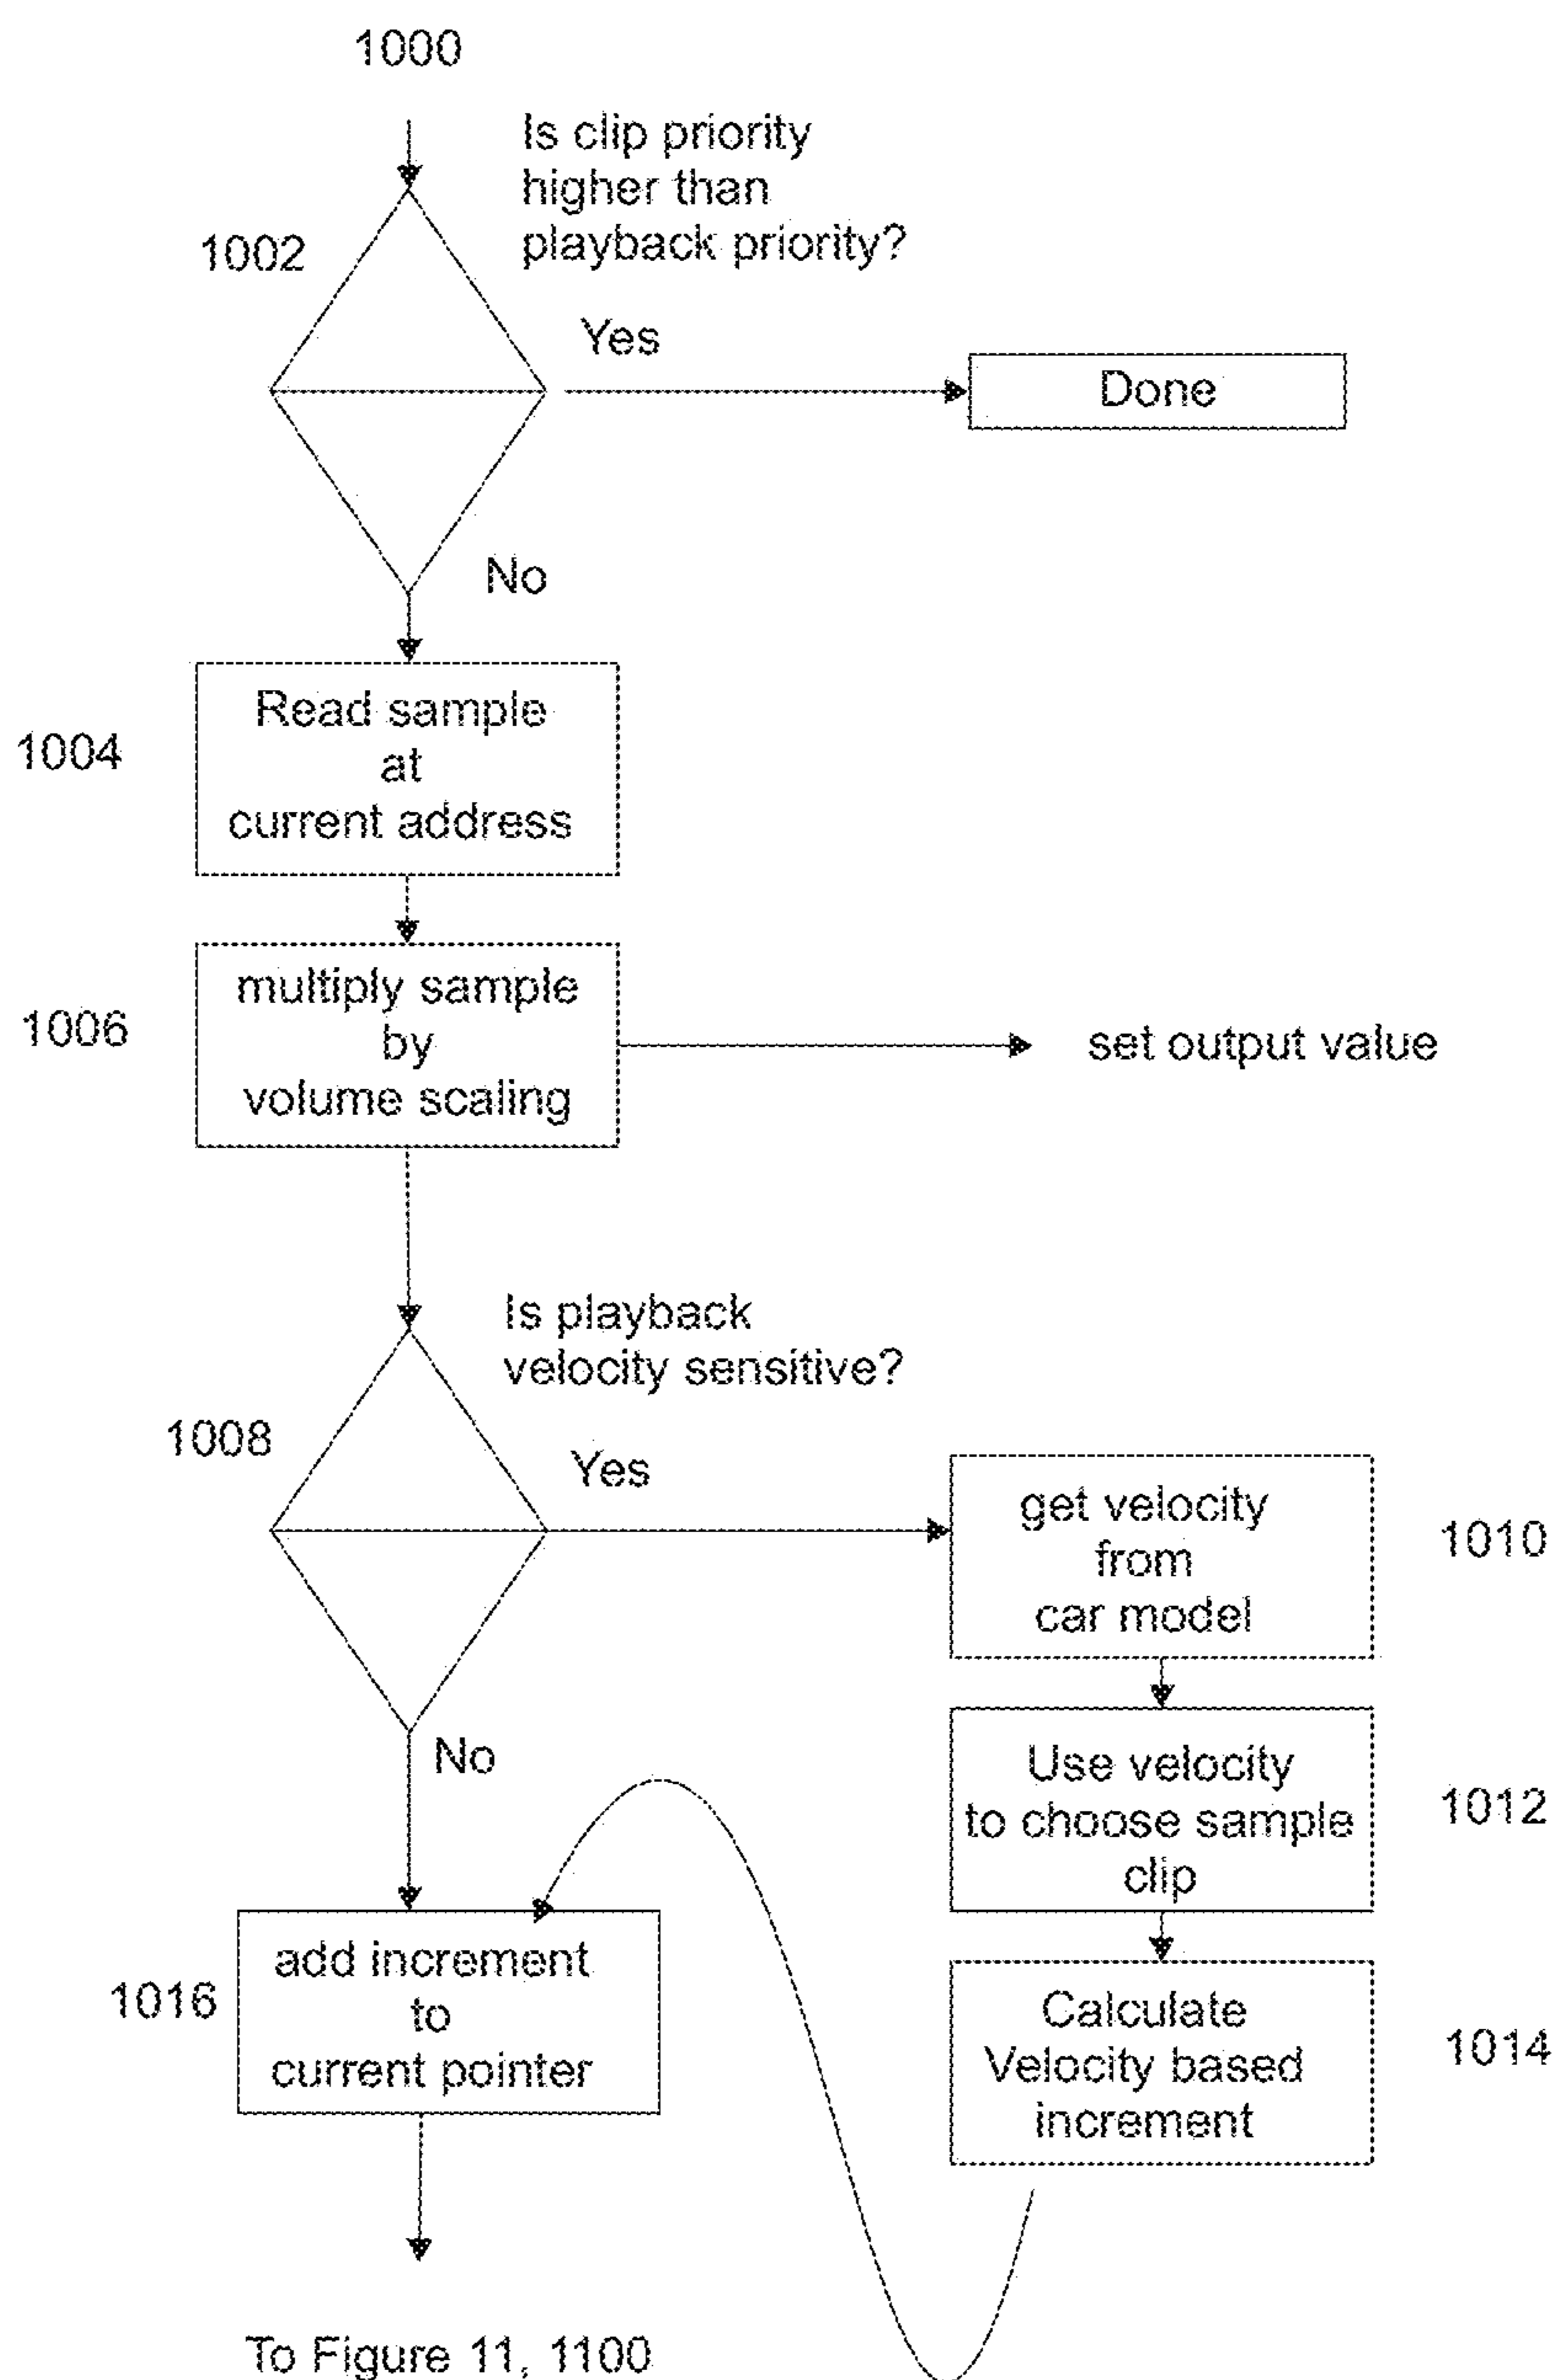 1000
Is clip priority
higher than
playback priority?
1002
Yes
Done
No
1004
Read sample
at
current address
1006
multiply sample
by
volume scaling
set output value
Is playback
velocity sensitive?
1008
Yes
get velocity
from
car model
1010
No
Use velocity
to choose sample
clip
1012
1016
add increment
to
current pointer
Calculate
Velocity based
increment
1014
To Figure 11, 1100